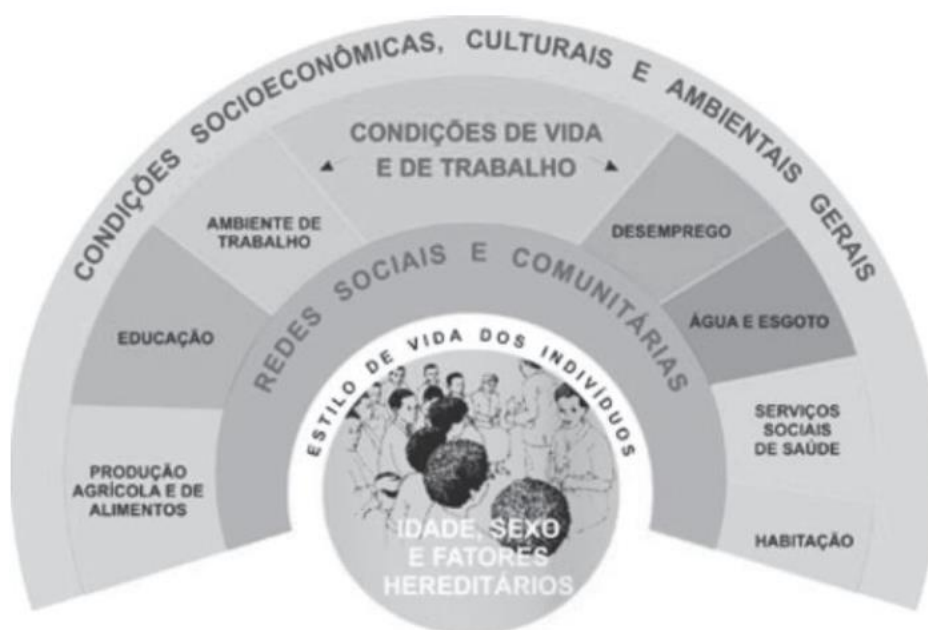 CONDIÇÕES SOCIOECONÔMICAS, CULTURAIS E AMBIENTAIS GERAIS
CONDIÇÕES DE VIDA
E DE TRABALHO
AMBIENTE DE
TRABALHO
DESEMPREGO
REDES SOCIAIS E COMUNITÁRIAS
EDUCAÇÃO
ÁGUA E ESGOTO
ESTILO DE VIDA DOS INDIVÍDUOS
PRODUÇÃO
AGRÍCOLA E DE
ALIMENTOS
SERVIÇOS
SOCIAIS
DE SAÚDE
HABITAÇÃO
IDADE, SEXO
E FATORES
HEREDITÁRIOS